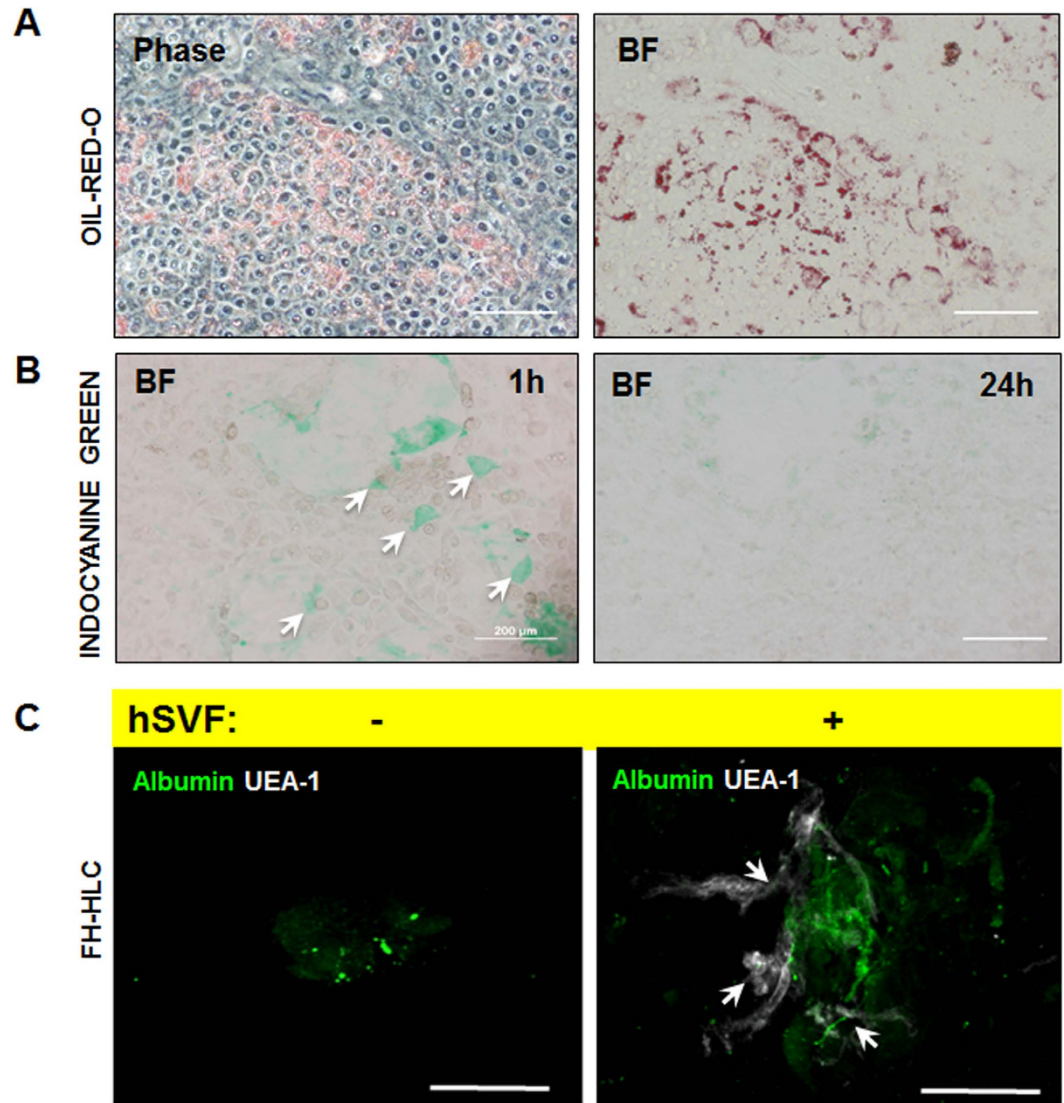 A
OIL-RED-O
Phase
BF
B
INDOCYANINE GREEN
BF 1h
200 µm
BF 24h
C
hSVF: - +
FH-HLC
Albumin UEA-1
Albumin UEA-1